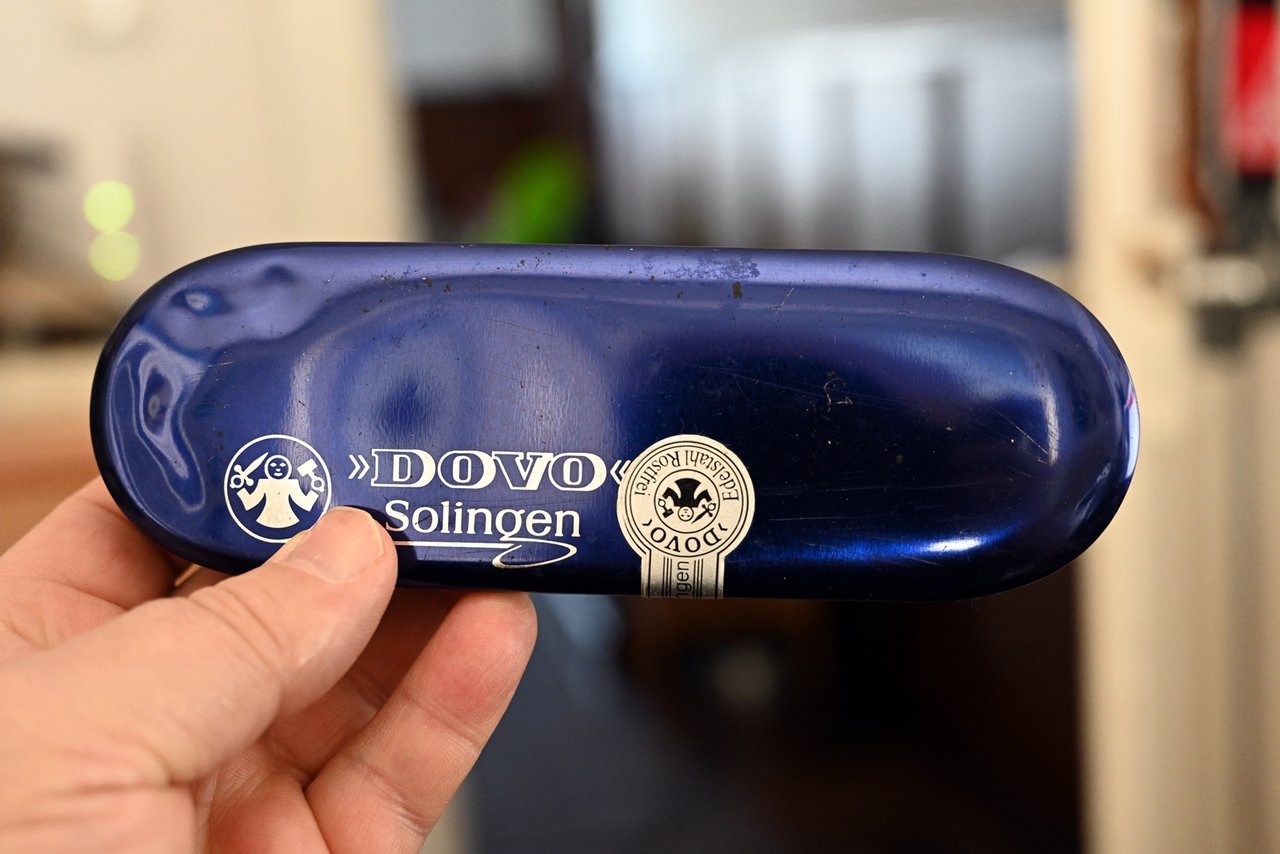 »DOVO«
Solingen
Edelstahl Rostfrei
›DOVO‹